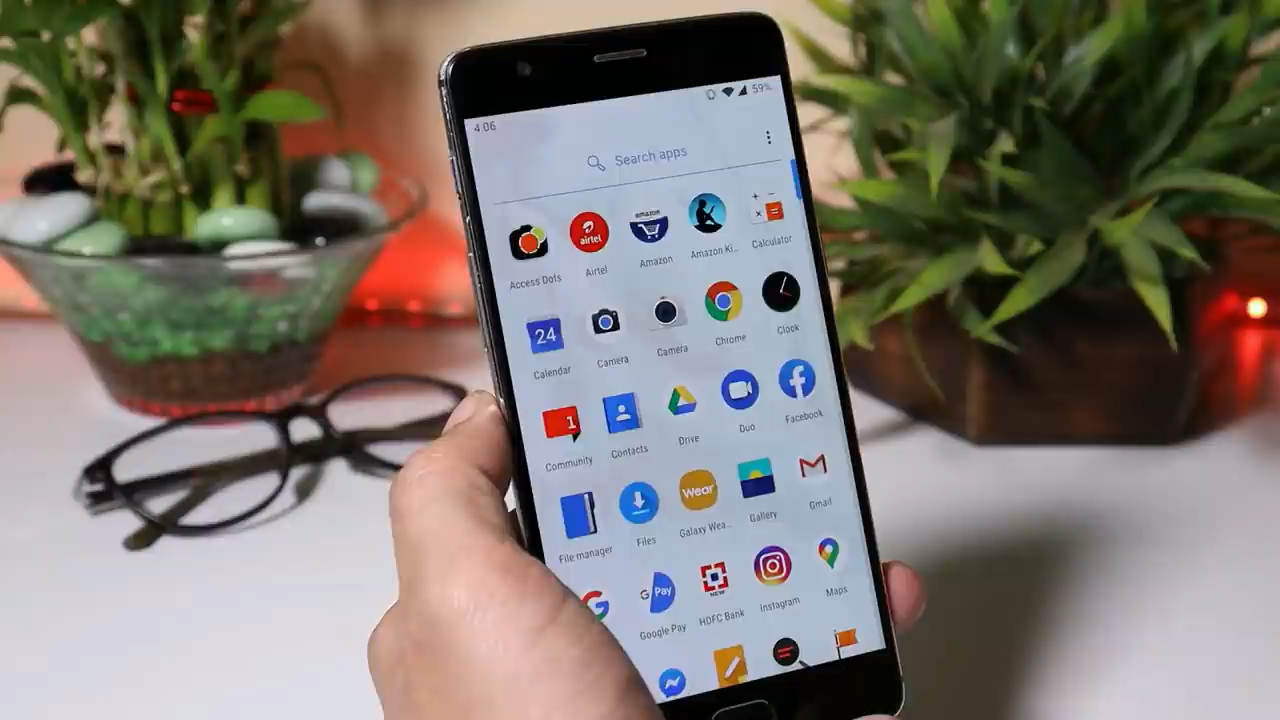 4:06
59%
Search apps
amazon
airtel
Access Dots
Airtel
Amazon
Amazon Ki...
Calculator
24
Calendar
Camera
Camera
Chrome
Clock
1
Community
Contacts
Drive
Duo
Facebook
Wear
File manager
Files
Galaxy Wea...
Gallery
Gmail
G Pay
NEW
Google Pay
HDFC Bank
Instagram
Maps